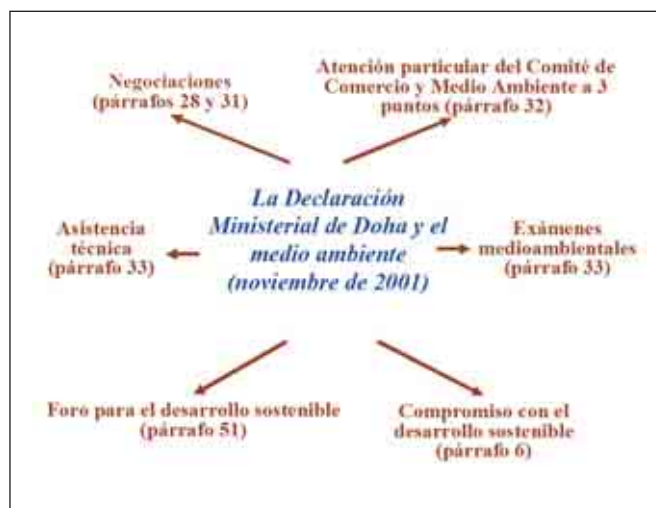 Negociaciones
(párrafos 28 y 31)
Atención particular del Comité de
Comercio y Medio Ambiente a 3
puntos (párrafo 32)
La Declaración
Ministerial de Doha y el
medio ambiente
(noviembre de 2001)
Asistencia
técnica
(párrafo 33)
Exámenes
medioambientales
(párrafo 33)
Foro para el desarrollo sostenible
(párrafo 51)
Compromiso con el
desarrollo sostenible
(párrafo 6)